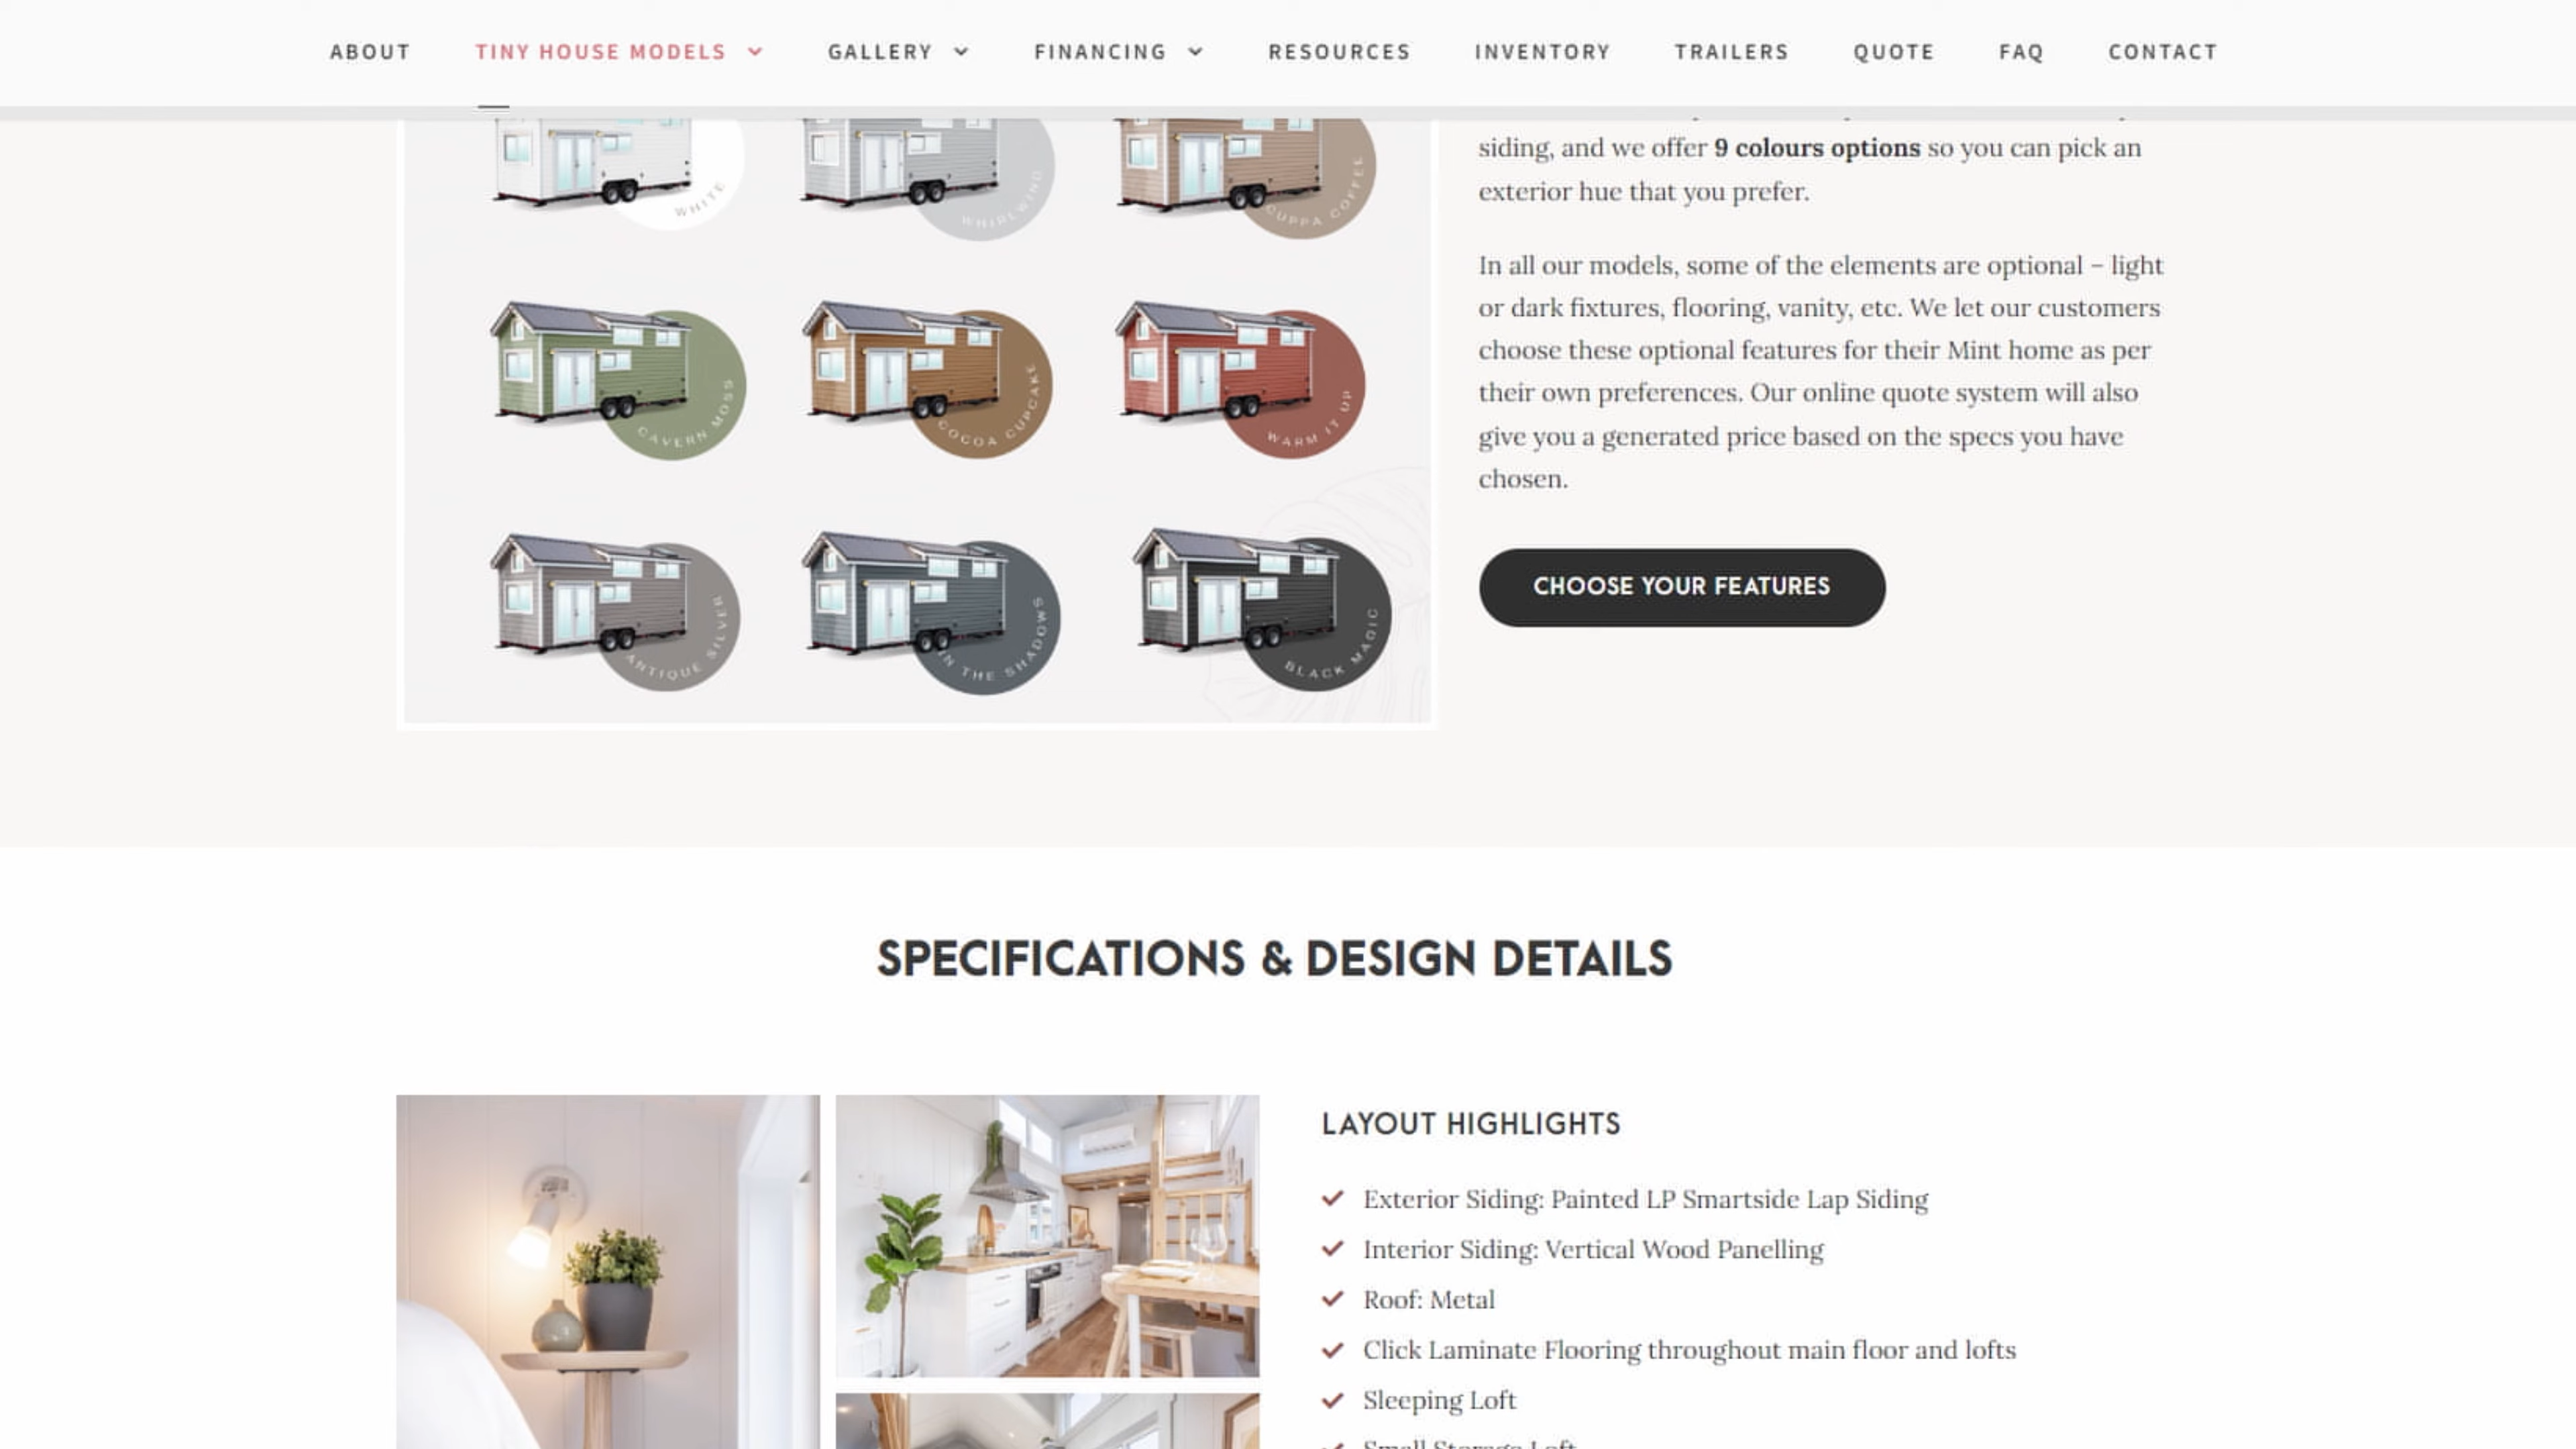 ABOUT TINY HOUSE MODELS GALLERY FINANCING RESOURCES INVENTORY TRAILERS QUOTE FAQ CONTACT
WHITE
WHIRLWIND
CUPPA COFFEE
CAVERN MOSS
COCOA CUPCAKE
WARM IT UP
ANTIQUE SILVER
IN THE SHADOWS
BLACK MAGIC
siding, and we offer 9 colours options so you can pick an
exterior hue that you prefer.
In all our models, some of the elements are optional – light
or dark fixtures, flooring, vanity, etc. We let our customers
choose these optional features for their Mint home as per
their own preferences. Our online quote system will also
give you a generated price based on the specs you have
chosen.
CHOOSE YOUR FEATURES
SPECIFICATIONS & DESIGN DETAILS
LAYOUT HIGHLIGHTS
Exterior Siding: Painted LP Smartside Lap Siding
Interior Siding: Vertical Wood Panelling
Roof: Metal
Click Laminate Flooring throughout main floor and lofts
Sleeping Loft
Small Storage Loft